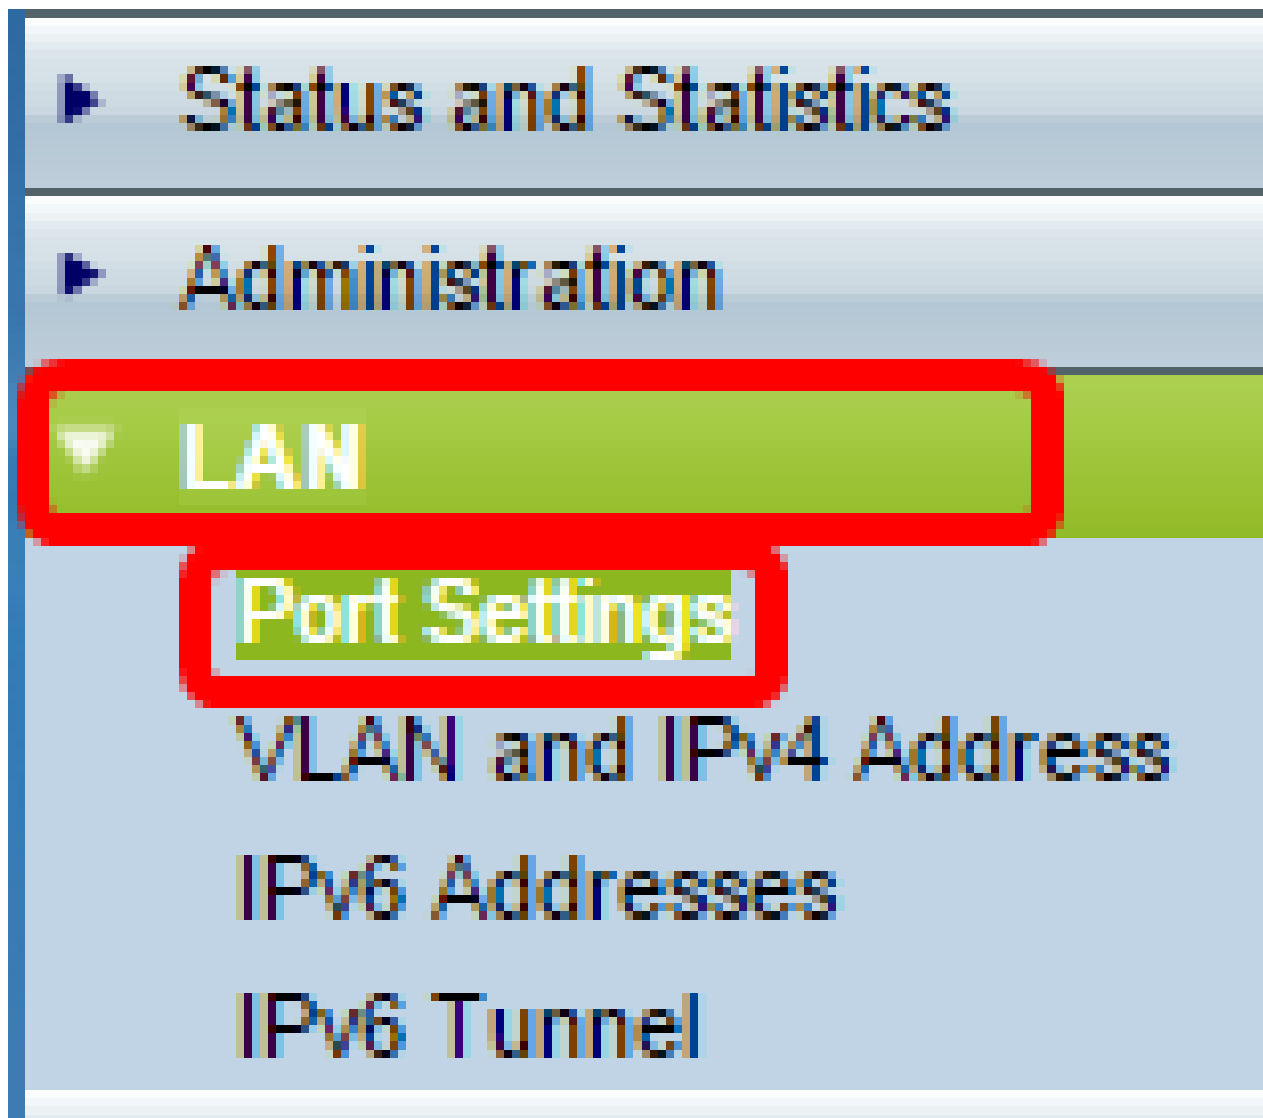 Status and Statistics
Administration
LAN
Port Settings
VLAN and IPv4 Address
IPv6 Addresses
IPv6 Tunnel